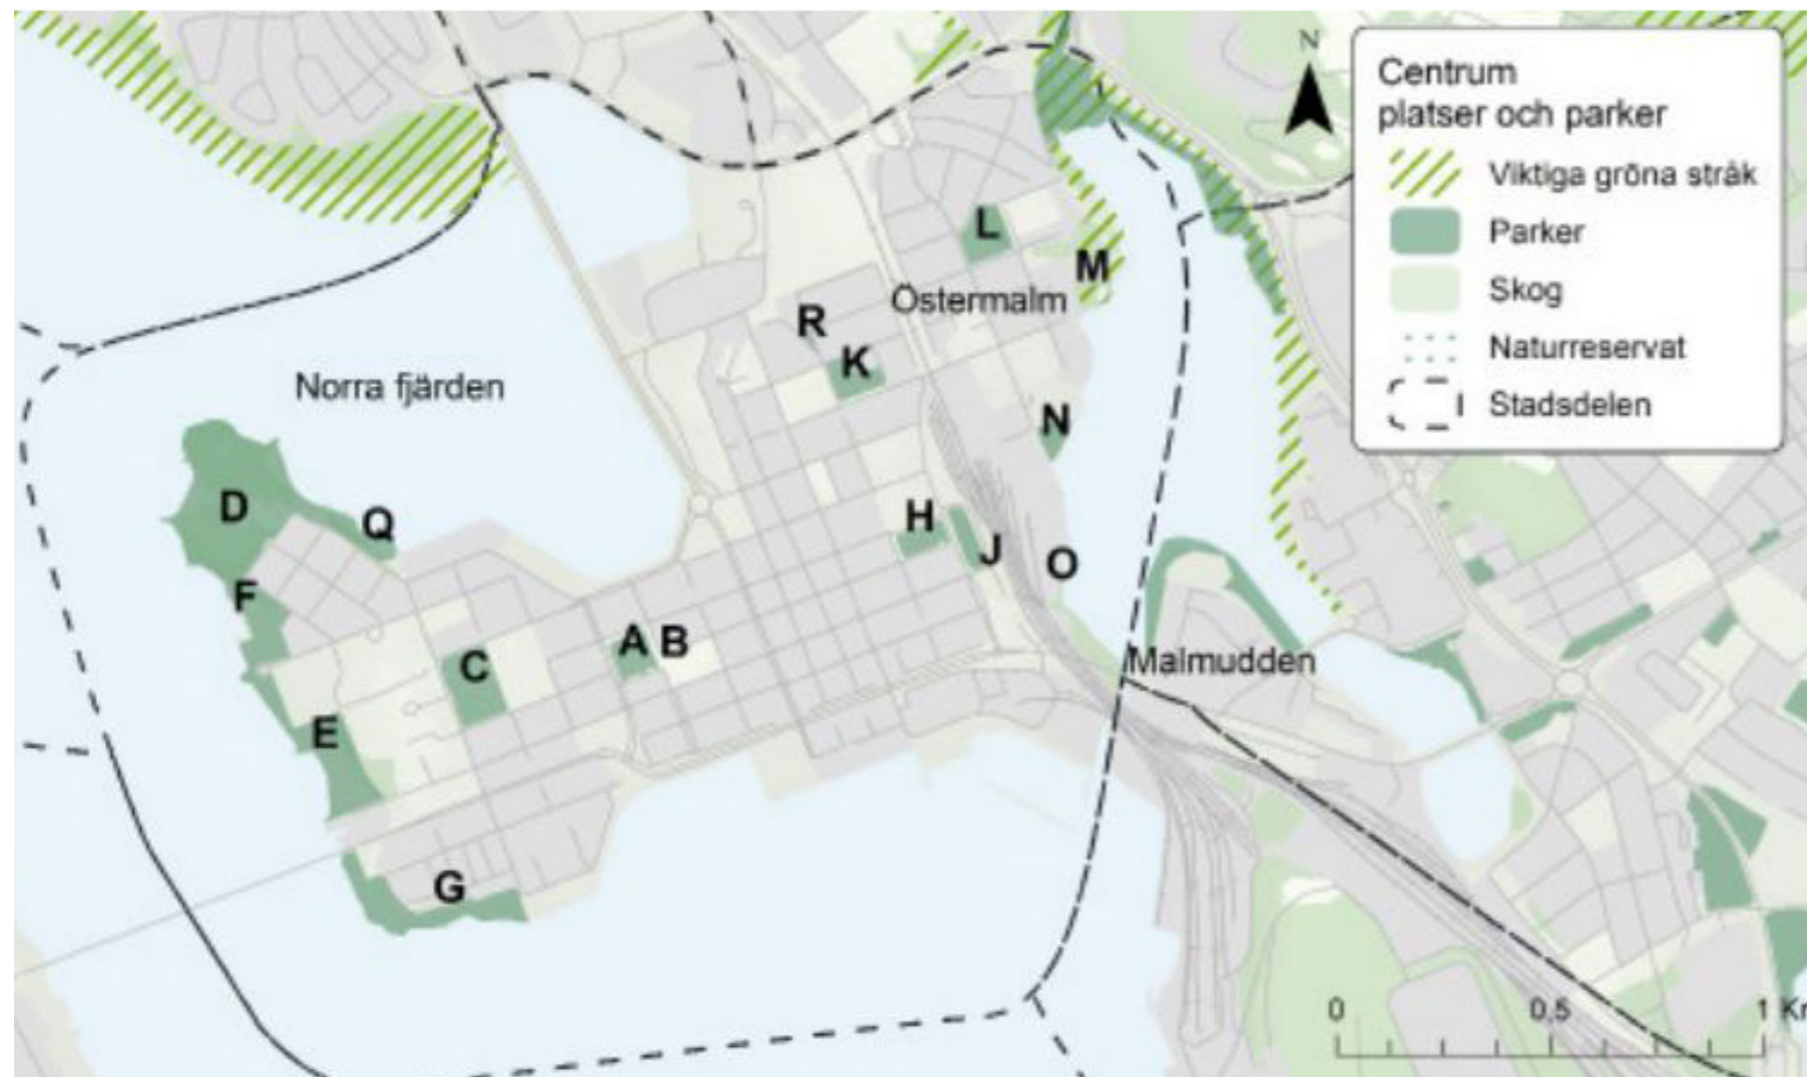 N
Centrum
platser och parker
Viktiga gröna stråk
Parker
Skog
Naturreservat
Stadsdelen
L
M
Östermalm
R
K
Norra fjärden
N
D
Q
H
J
O
F
A B
C
Malmudden
E
G
0 0,5 1 Kr